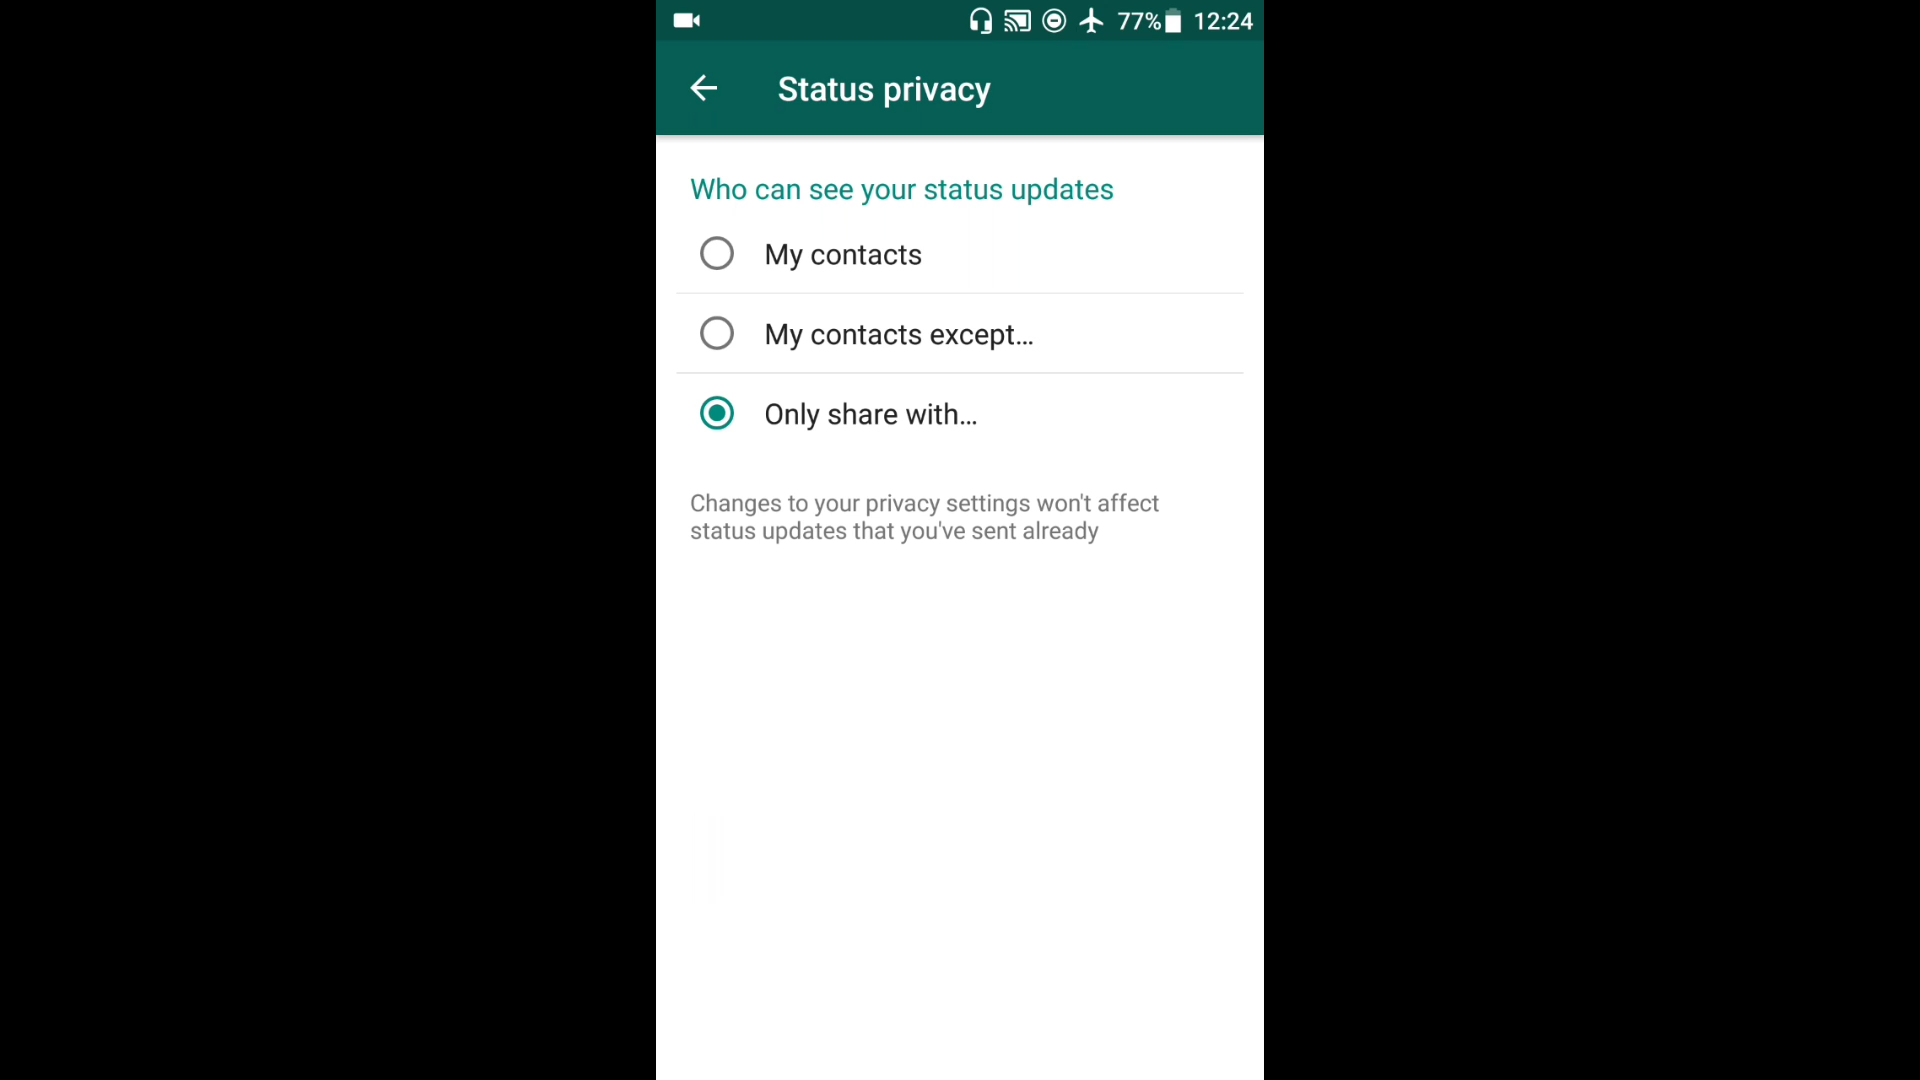 77% 12:24
Status privacy
Who can see your status updates
My contacts
My contacts except...
Only share with...
Changes to your privacy settings won't affect
status updates that you've sent already